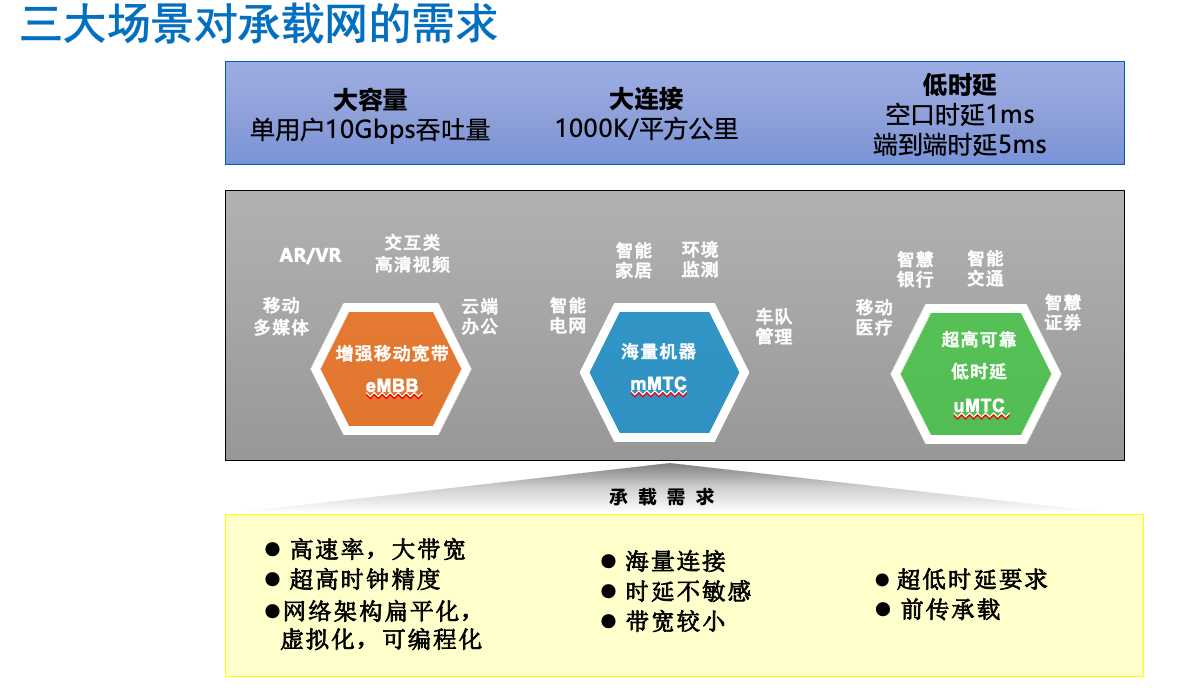 三大场景对承载网的需求
大容量
单用户10Gbps吞吐量
大连接
1000K/平方公里
低时延
空口时延1ms
端到端时延5ms
AR/VR
交互类
高清视频
移动
多媒体
云端
办公
增强移动宽带
eMBB
智能
家居
环境
监测
智能
电网
车队
管理
海量机器
mMTC
智慧
银行
智能
交通
移动
医疗
智慧
证券
超高可靠
低时延
uMTC
承载需求
● 高速率，大带宽
● 超高时钟精度
●网络架构扁平化，
虚拟化，可编程化
● 海量连接
● 时延不敏感
● 带宽较小
● 超低时延要求
● 前传承载